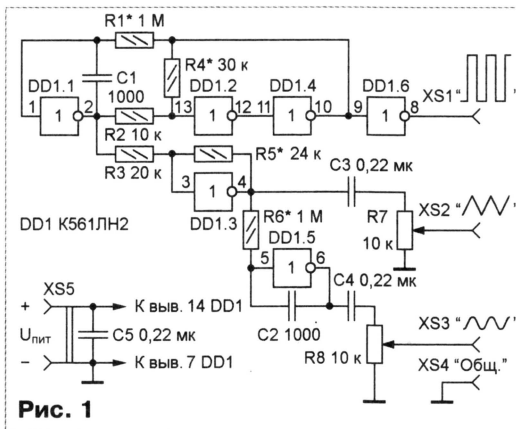 R1* 1 М
R4* 30 к
DD1.1
C1
1000
DD1.2
DD1.4
DD1.6
XS1 "
"
1
1
2
13
1
12
11
1
10
9
1
8
R2 10 к
R3 20 к
R5* 24 к
C3 0,22 мк
3
1
4
DD1.3
R7
10 к
XS2 "
"
DD1 К561ЛН2
R6* 1 М
DD1.5
5
1
6
C4 0,22 мк
C2 1000
R8 10 к
XS3 "
"
XS4 "Общ."
XS5
+
К выв. 14 DD1
Uпит
C5 0,22 мк
–
К выв. 7 DD1
Рис. 1